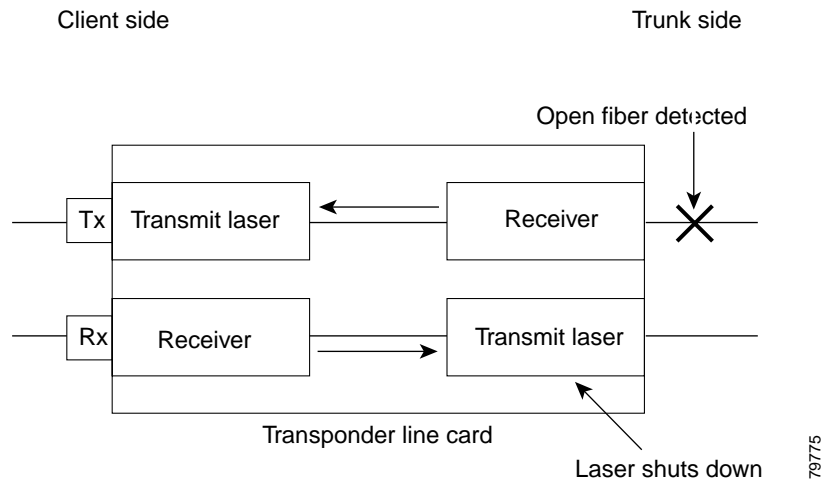 Client side
Trunk side
Open fiber detected
Tx
Transmit laser
Receiver
Rx
Receiver
Transmit laser
Transponder line card
Laser shuts down
79775